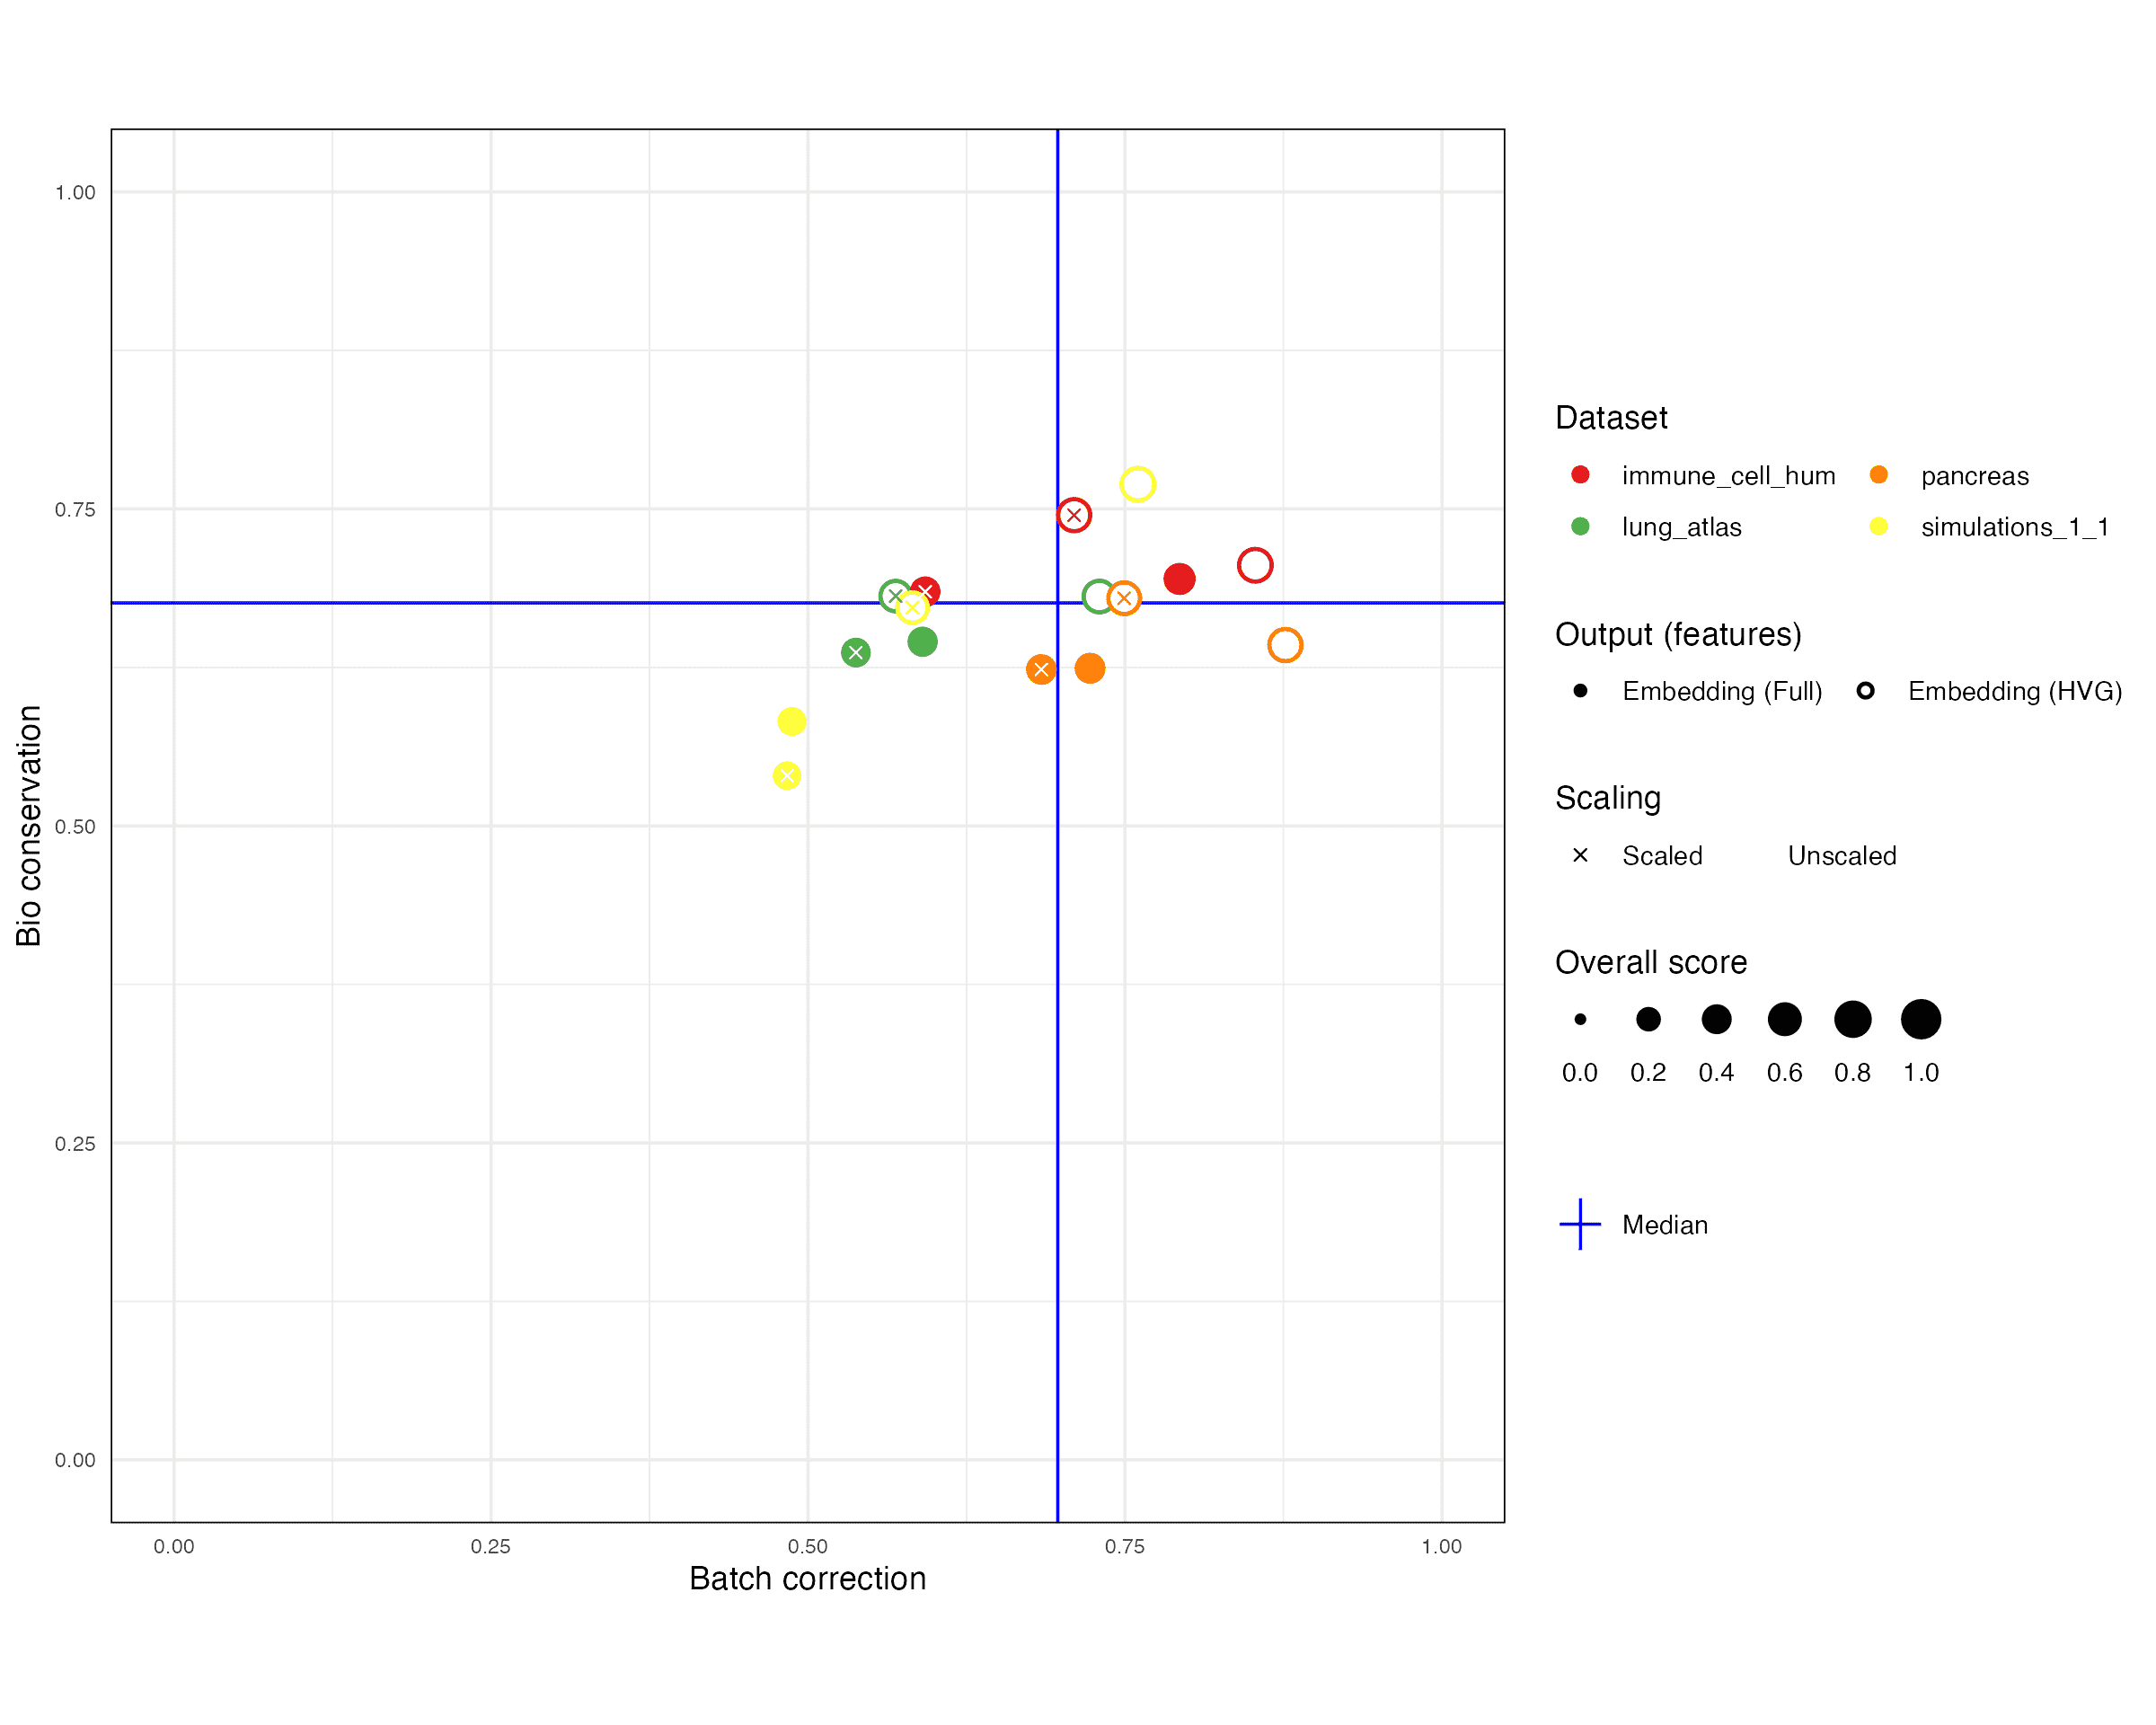 Bio conservation
1.00
0.75
0.50
0.25
0.00
0.00 0.25 0.50 0.75 1.00
Batch correction
Dataset
immune_cell_hum pancreas
lung_atlas simulations_1_1
Output (features)
Embedding (Full) Embedding (HVG)
Scaling
Scaled Unscaled
Overall score
0.0 0.2 0.4 0.6 0.8 1.0
Median